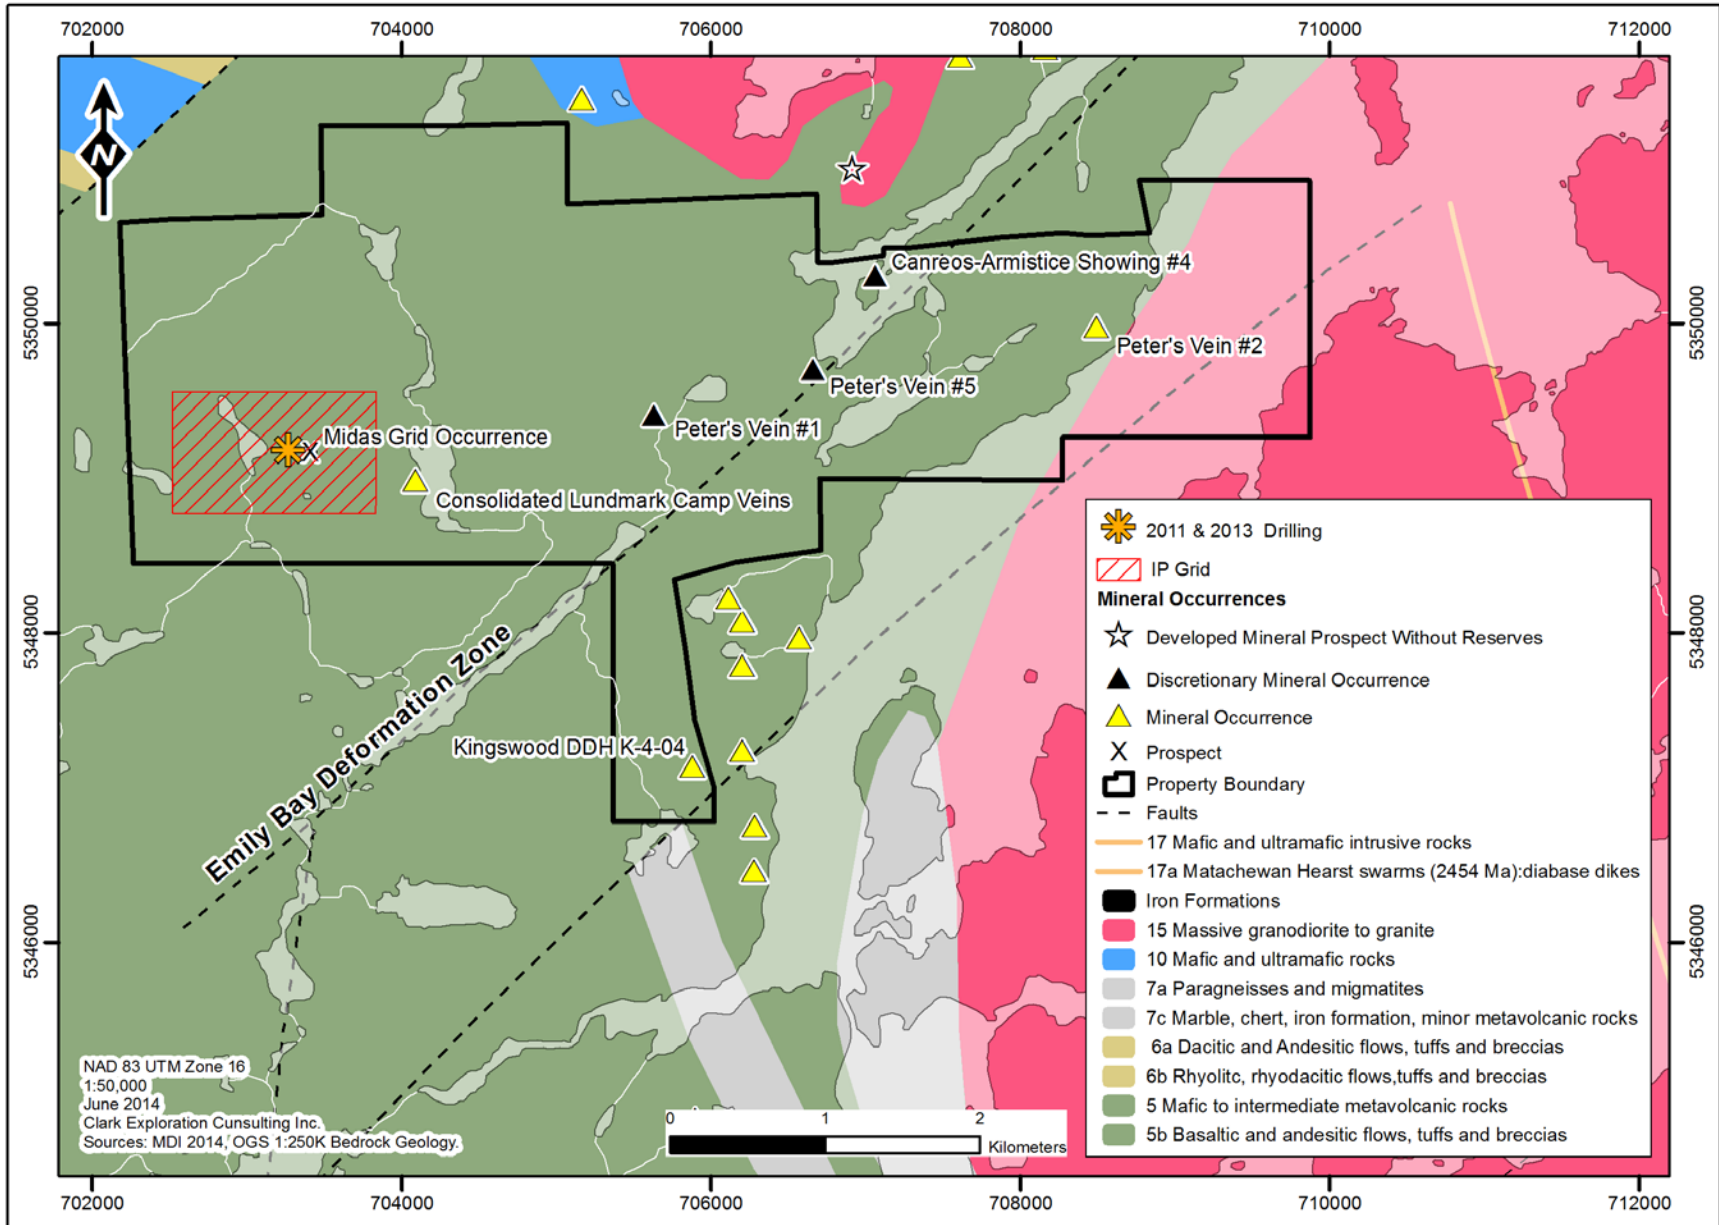 702000 704000 706000 708000 710000 712000
N
5350000
5348000
5346000
5350000
5348000
5346000
Canreos-Armistice Showing #4
Peter's Vein #2
Peter's Vein #5
Peter's Vein #1
Midas Grid Occurrence
Consolidated Lundmark Camp Veins
Emily Bay Deformation Zone
Kingswood DDH K-4-04
2011 & 2013 Drilling
IP Grid
Mineral Occurrences
Developed Mineral Prospect Without Reserves
Discretionary Mineral Occurrence
Mineral Occurrence
X Prospect
Property Boundary
Faults
17 Mafic and ultramafic intrusive rocks
17a Matachewan Hearst swarms (2454 Ma):diabase dikes
Iron Formations
15 Massive granodiorite to granite
10 Mafic and ultramafic rocks
7a Paragneisses and migmatites
7c Marble, chert, iron formation, minor metavolcanic rocks
6a Dacitic and Andesitic flows, tuffs and breccias
6b Rhyolitc, rhyodacitic flows,tuffs and breccias
5 Mafic to intermediate metavolcanic rocks
5b Basaltic and andesitic flows, tuffs and breccias
NAD 83 UTM Zone 16
1:50,000
June 2014
Clark Exploration Cunsulting Inc.
Sources: MDI 2014, OGS 1:250K Bedrock Geology.
0 1 2
Kilometers
702000 704000 706000 708000 710000 712000